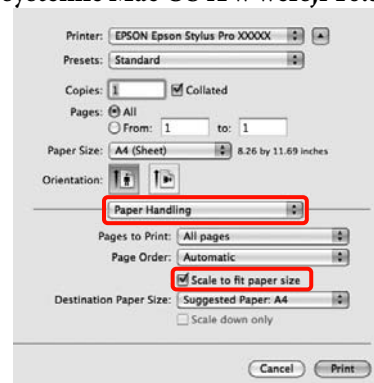 Printer: EPSON Epson Stylus Pro XXXXX
Presets: Standard
Copies: 1 Collated
Pages: All
From: 1 to: 1
Paper Size: A4 (Sheet) 8.26 by 11.69 inches
Orientation:
Paper Handling
Pages to Print: All pages
Page Order: Automatic
Scale to fit paper size
Destination Paper Size: Suggested Paper: A4
Scale down only
Cancel Print